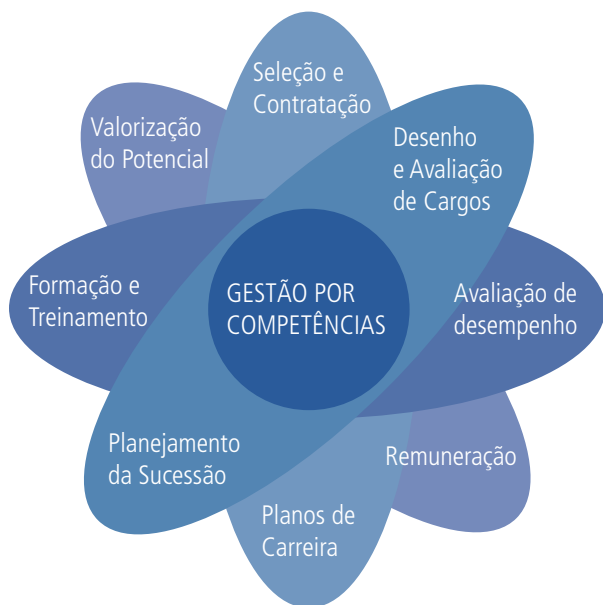 Seleção e
Contratação
Valorização
do Potencial
Desenho
e Avaliação
de Cargos
Formação e
Treinamento
GESTÃO POR
COMPETÊNCIAS
Avaliação de
desempenho
Planejamento
da Sucessão
Remuneração
Planos de
Carreira